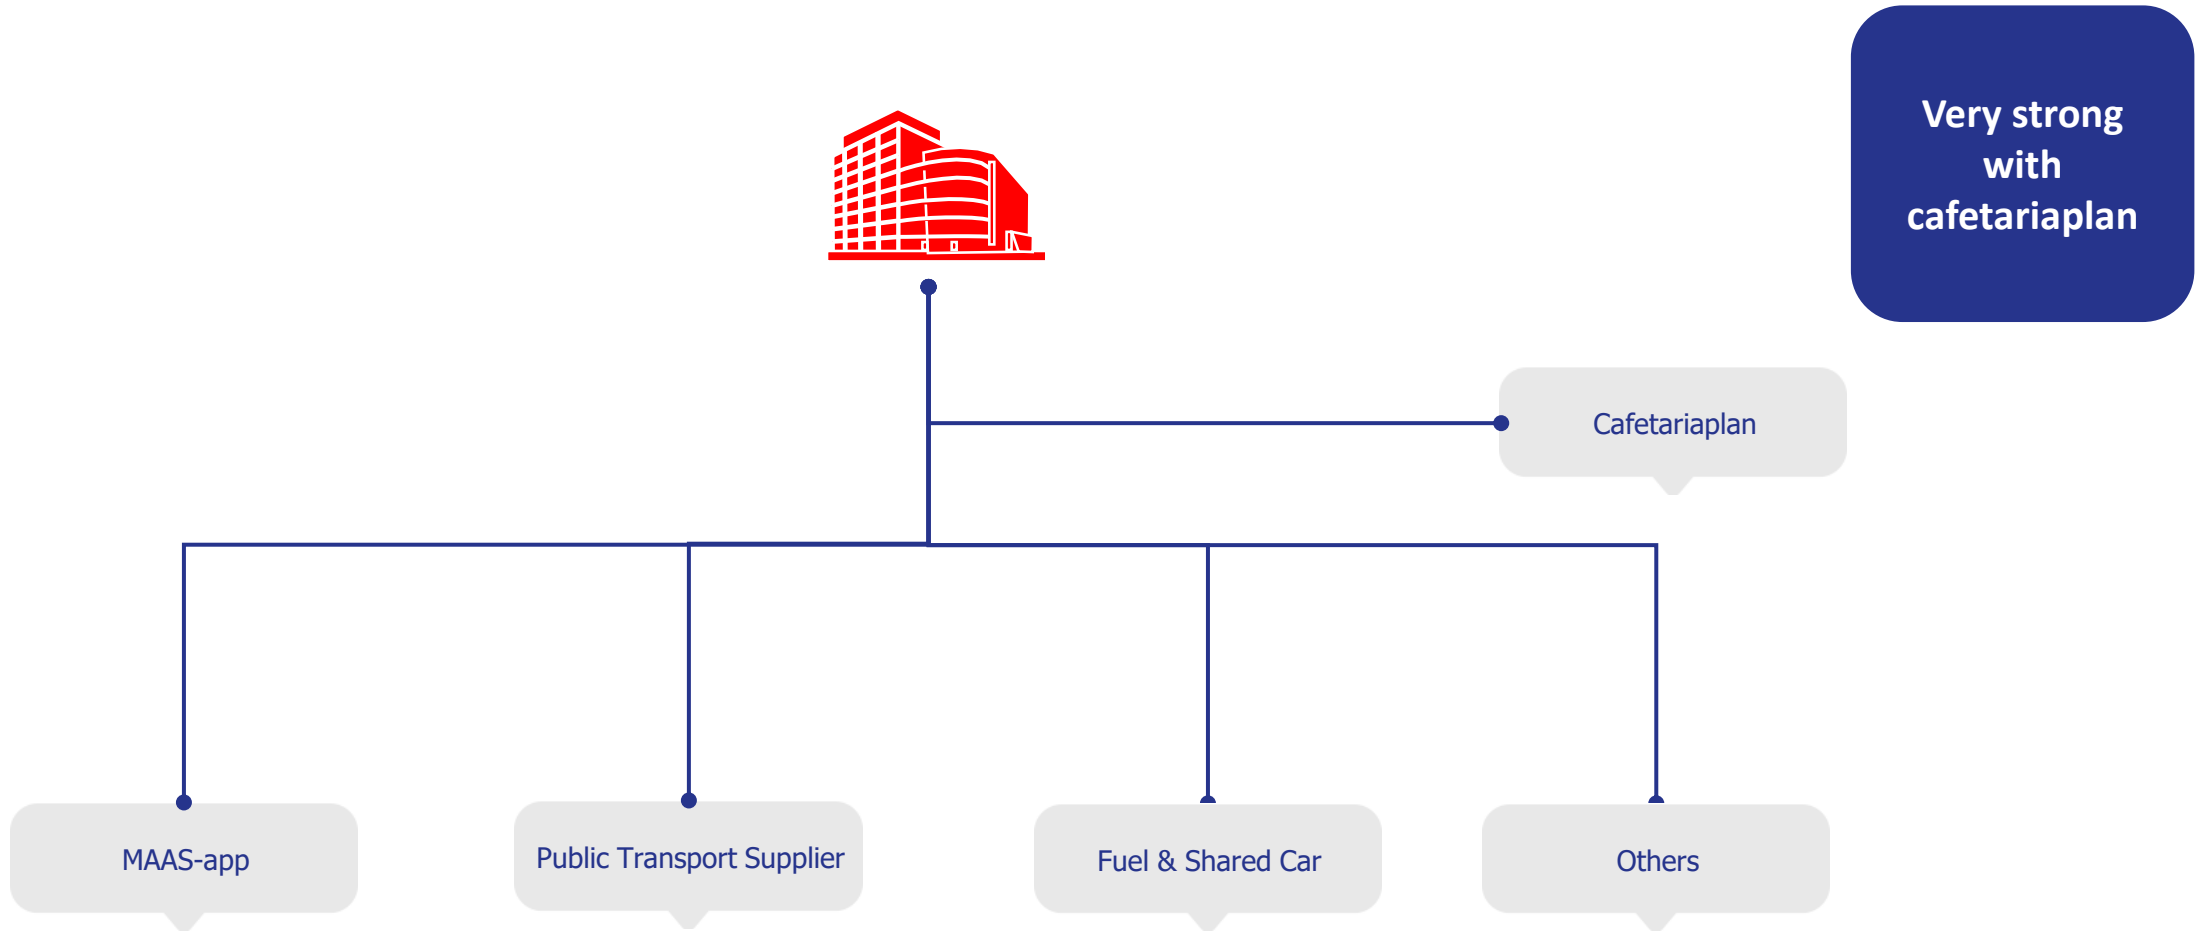 Very strong
with
cafetariaplan
Cafetariaplan
MAAS-app
Public Transport Supplier
Fuel & Shared Car
Others